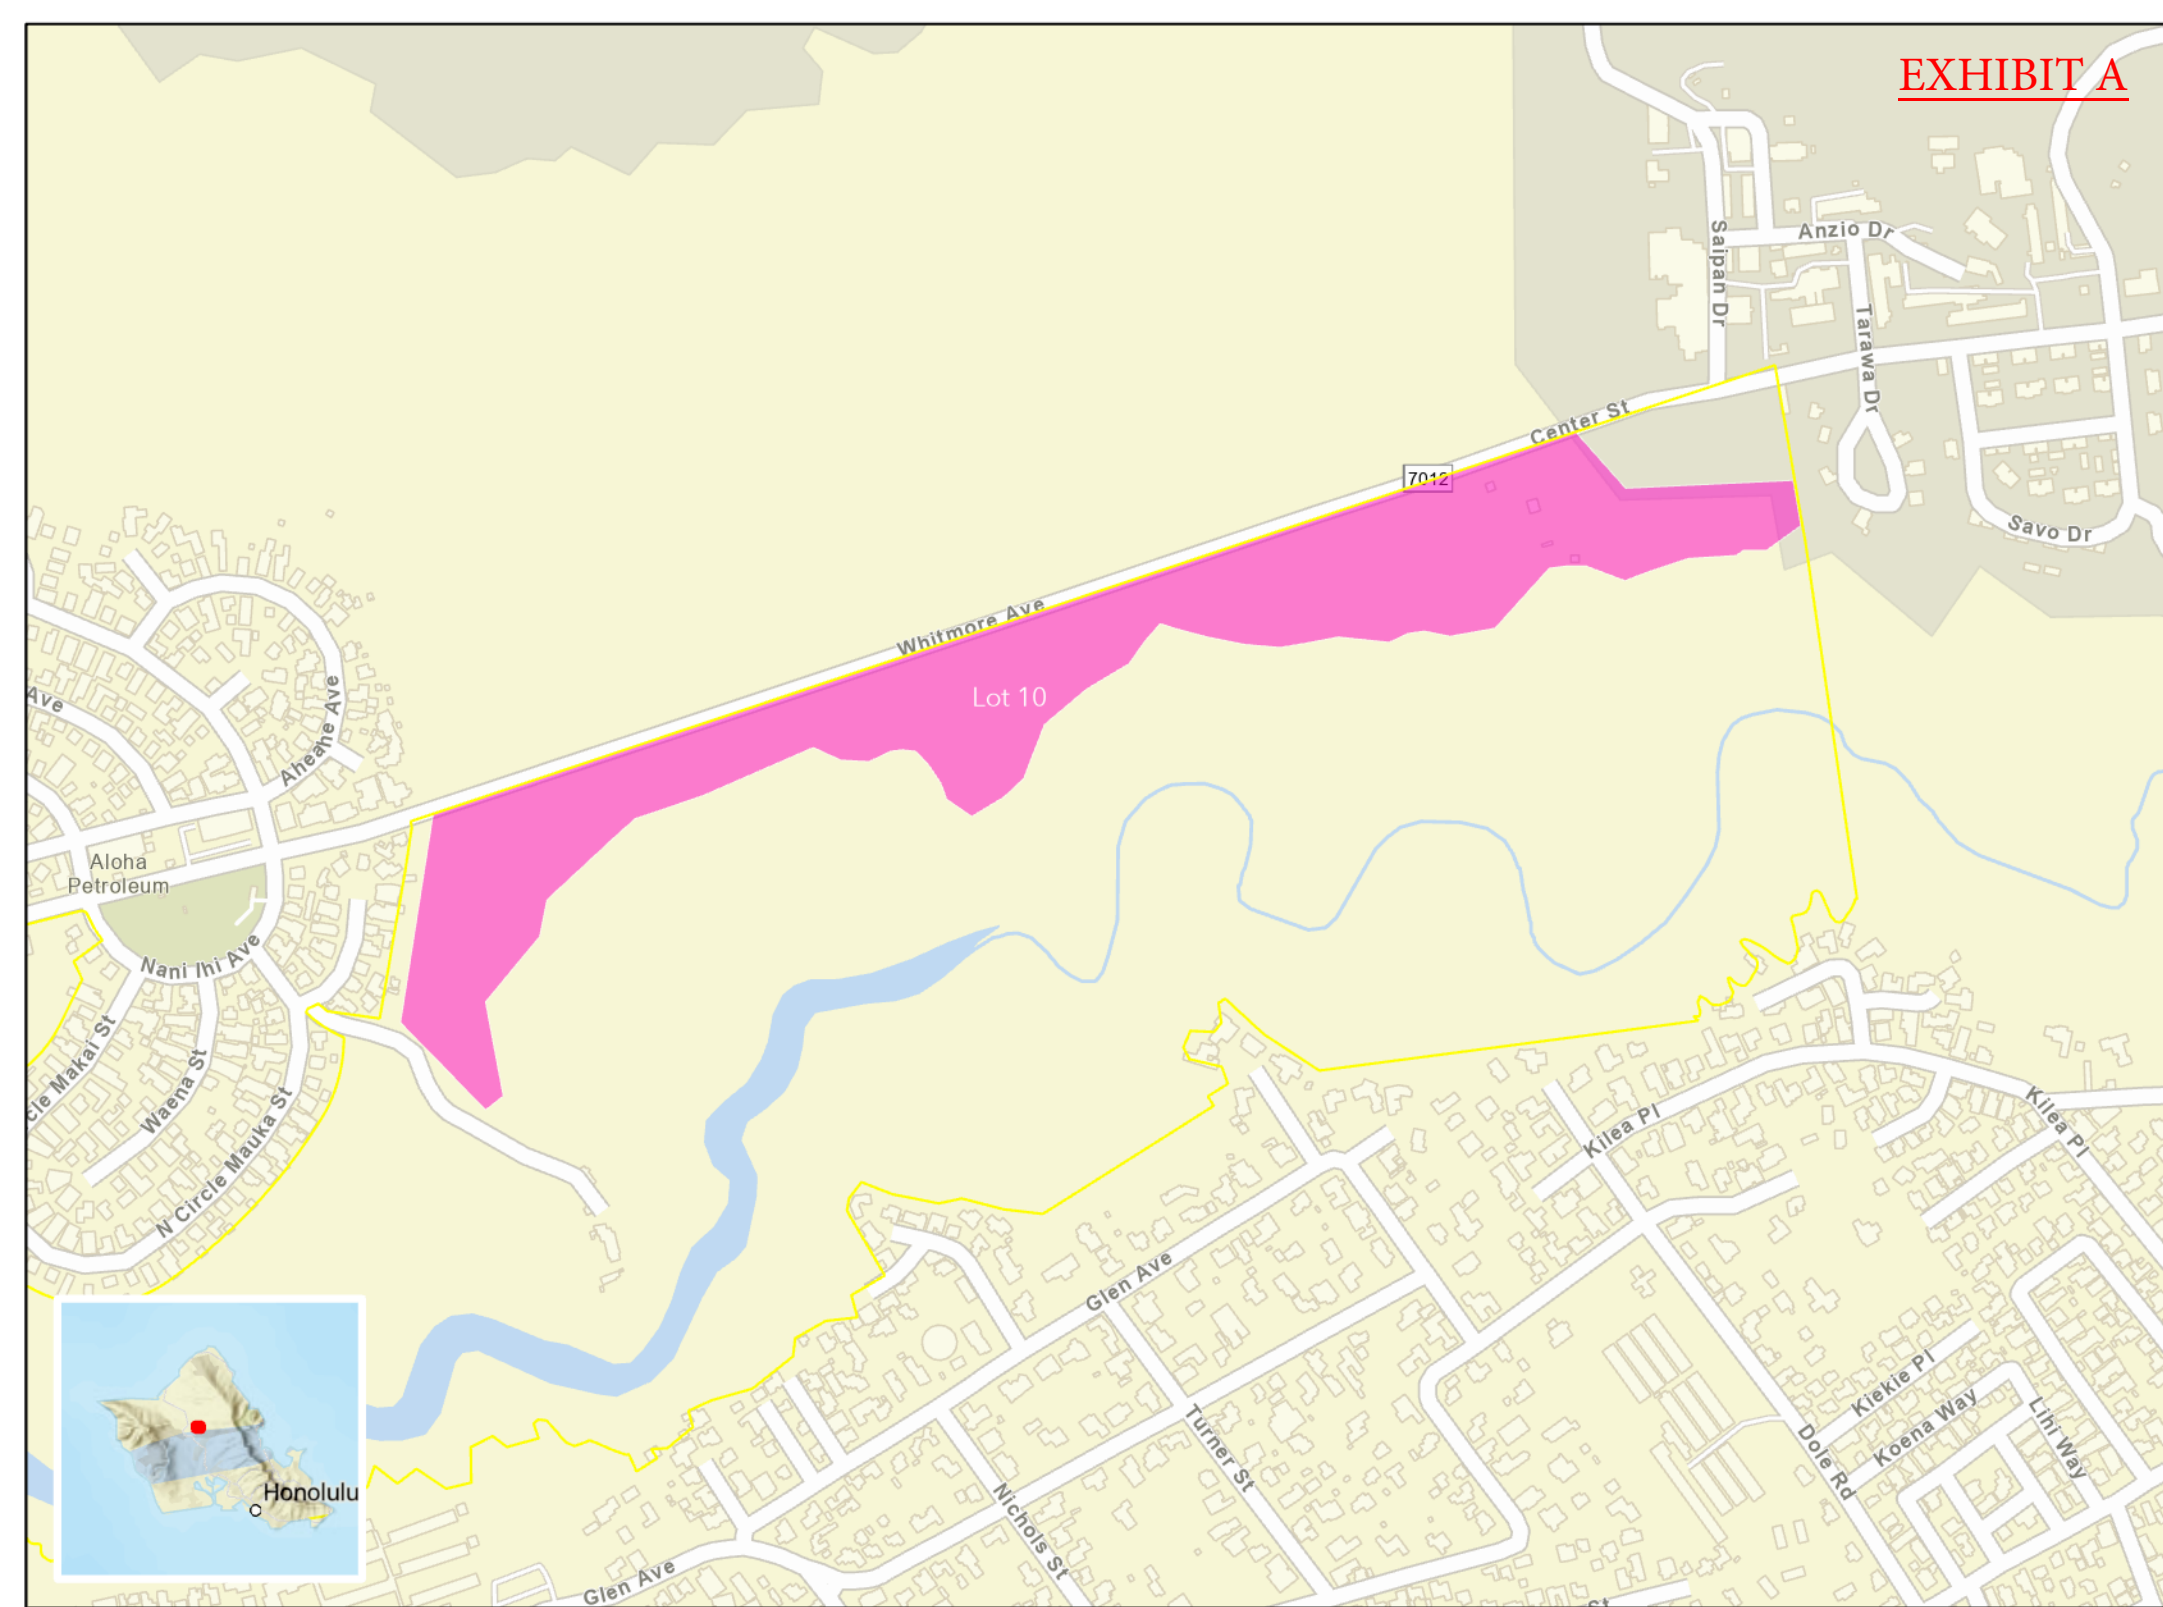 EXHIBIT A
Anzio Dr
Saipan Dr
Tarawa Dr
Center St
7012
Savo Dr
Whitmore Ave
Ave
Aheahe Ave
Lot 10
Aloha
Petroleum
Nani Ihi Ave
cle Makai St
Waena St
N Circle Mauka St
Kilea Pl
Kilea Pl
Glen Ave
Kiekie Pl
Koena Way
Lihi Way
Turner St
Dole Rd
Nichols St
Honolulu
Glen Ave
St